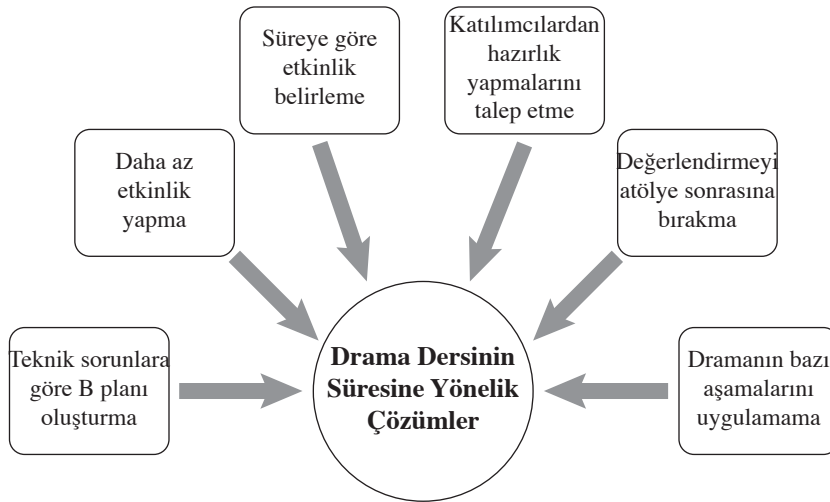 Süreye göre
etkinlik
belirleme
Katılımcılardan
hazırlık
yapmalarını
talep etme
Daha az
etkinlik
yapma
Değerlendirmeyi
atölye sonrasına
bırakma
Teknik sorunlara
göre B planı
oluşturma
Drama Dersinin
Süresine Yönelik
Çözümler
Dramanın bazı
aşamalarını
uygulamama